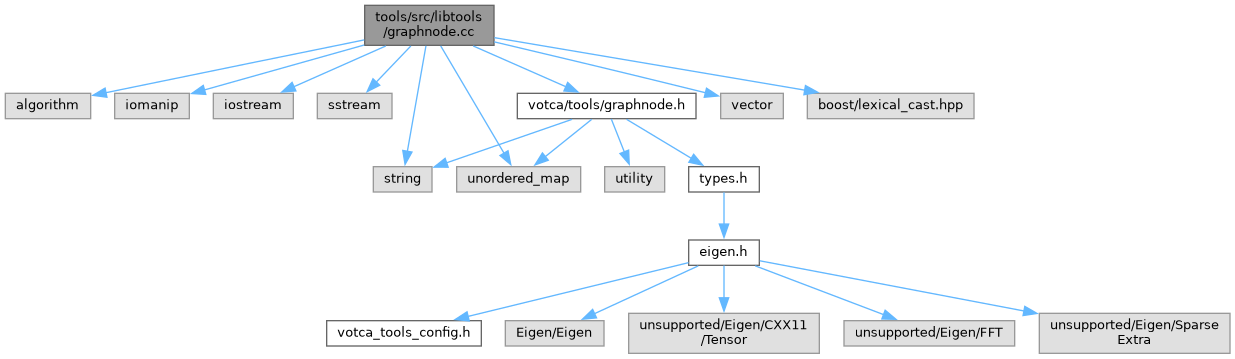 tools/src/libtools
/graphnode.cc
algorithm
iomanip
iostream
sstream
votca/tools/graphnode.h
vector
boost/lexical_cast.hpp
string
unordered_map
utility
types.h
eigen.h
votca_tools_config.h
Eigen/Eigen
unsupported/Eigen/CXX11
/Tensor
unsupported/Eigen/FFT
unsupported/Eigen/Sparse
Extra